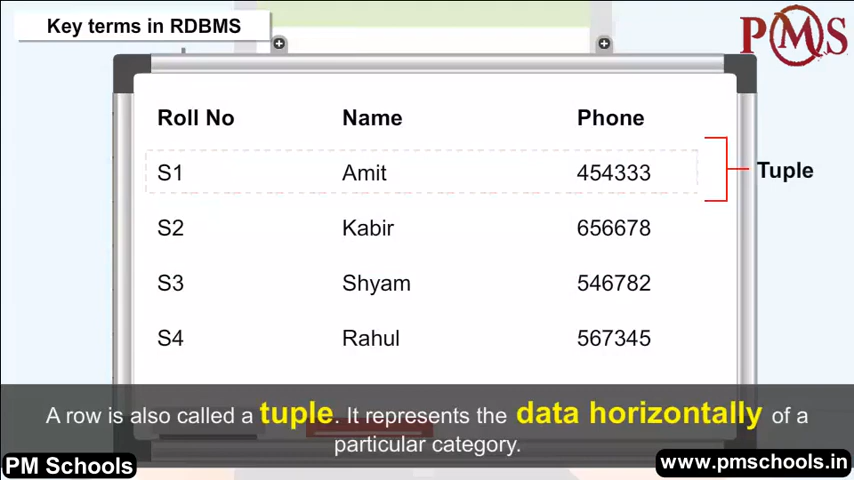 Key terms in RDBMS
PMS
Roll No Name Phone
S1 Amit 454333
Tuple
S2 Kabir 656678
S3 Shyam 546782
S4 Rahul 567345
A row is also called a tuple. It represents the data horizontally of a
particular category.
PM Schools
www.pmschools.in